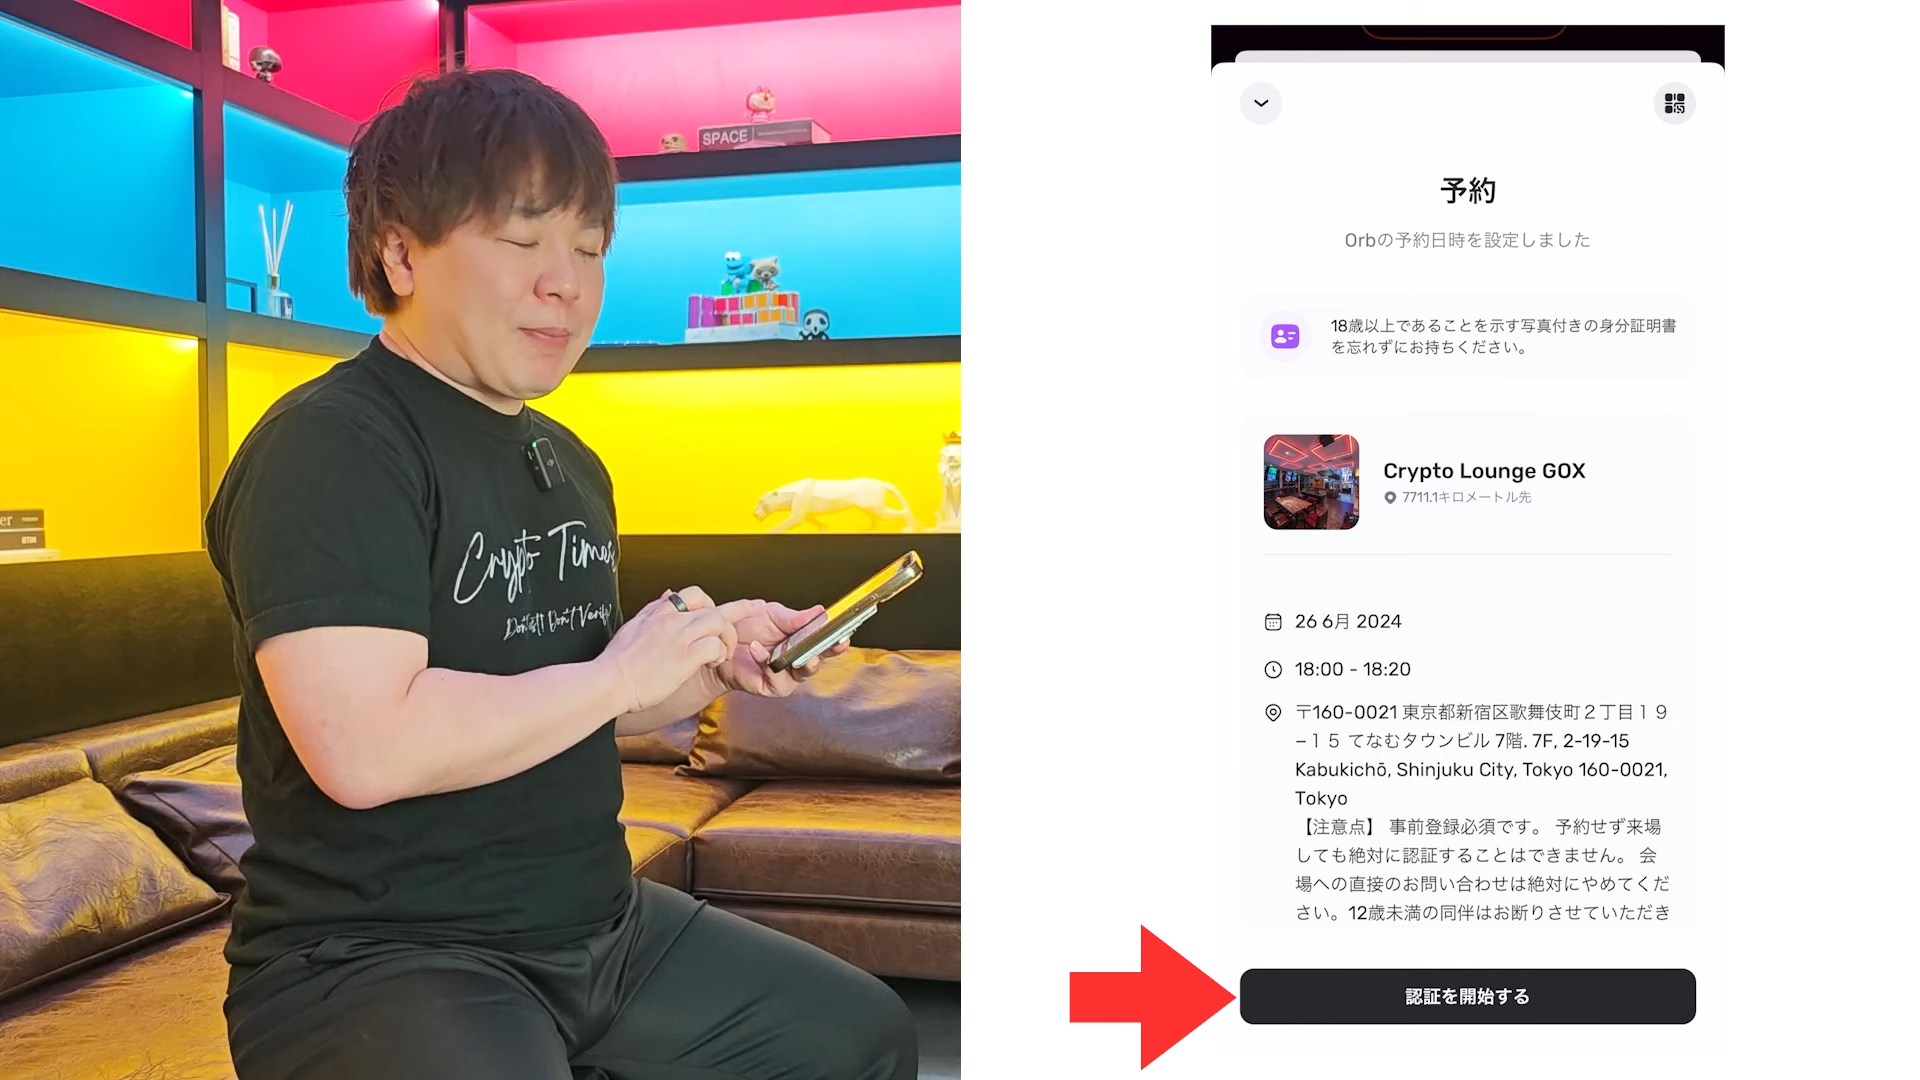 SPACE
Crypto Times
予約
Orbの予約日時を設定しました
18歳以上であることを示す写真付きの身分証明書
を忘れずにお持ちください。
Crypto Lounge GOX
7711.1キロメートル先
26 6月 2024
18:00 - 18:20
〒160-0021 東京都新宿区歌舞伎町２丁目１９
−１５ てなむタウンビル 7階. 7F, 2-19-15
Kabukichō, Shinjuku City, Tokyo 160-0021,
Tokyo
【注意点】 事前登録必須です。 予約せず来場
しても絶対に認証することはできません。 会
場への直接のお問い合わせは絶対にやめてくだ
さい。12歳未満の同伴はお断りさせていただき
認証を開始する